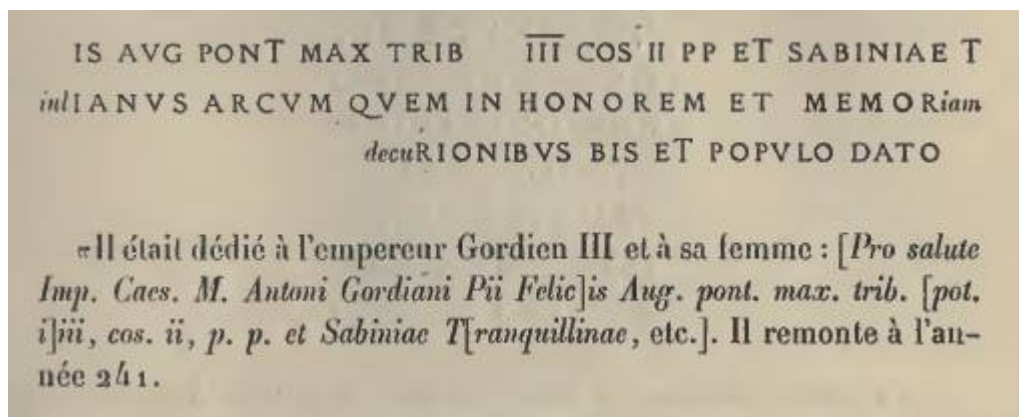 IS AVG PONT MAX TRIB III COS II PP ET SABINIAE T
iulIANVS ARCVM QVEM IN HONOREM ET MEMORiam
decuRIONIBVS BIS ET POPVLO DATO
«Il était dédié à l'empereur Gordien III et à sa femme : [Pro salute
Imp. Caes. M. Antoni Gordiani Pii Felic]is Aug. pont. max. trib. [pot.
i]iii, cos. ii, p. p. et Sabiniae T[ranquillinae, etc.]. Il remonte à l'an-
née 241.